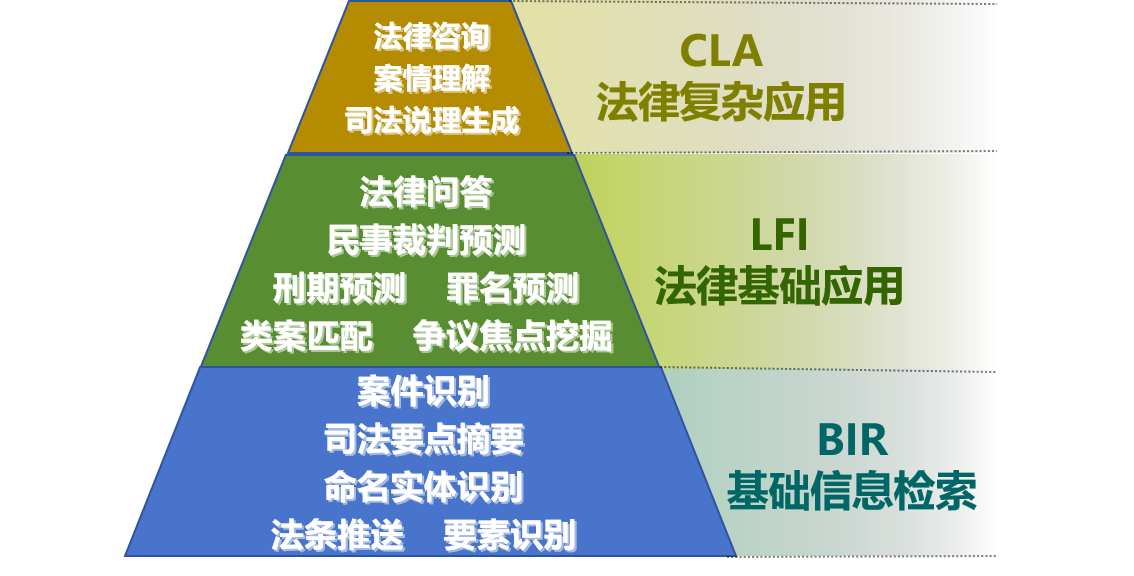 法律咨询
案情理解
司法说理生成
CLA
法律复杂应用
法律问答
民事裁判预测
刑期预测 罪名预测
类案匹配 争议焦点挖掘
LFI
法律基础应用
案件识别
司法要点摘要
命名实体识别
法条推送 要素识别
BIR
基础信息检索